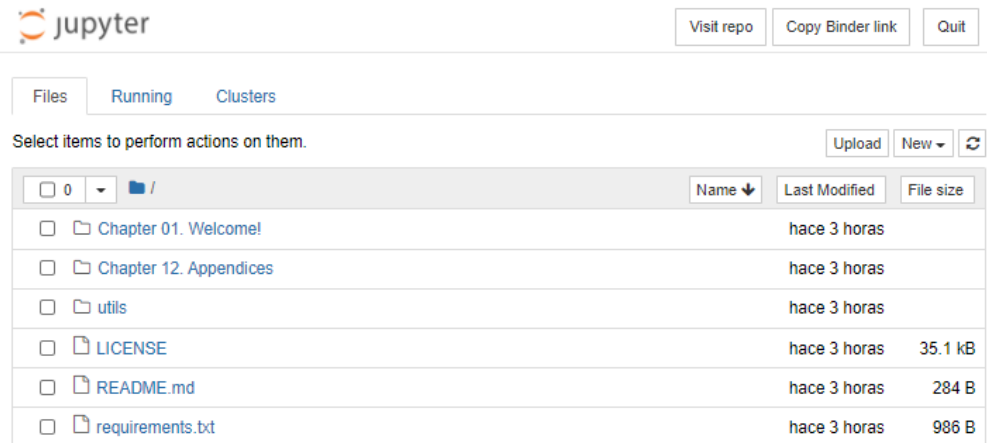 jupyter Visit repo Copy Binder link Quit
Files Running Clusters
Select items to perform actions on them. Upload New
0 / Name Last Modified File size
Chapter 01. Welcome! hace 3 horas
Chapter 12. Appendices hace 3 horas
utils hace 3 horas
LICENSE hace 3 horas 35.1 kB
README.md hace 3 horas 284 B
requirements.txt hace 3 horas 986 B